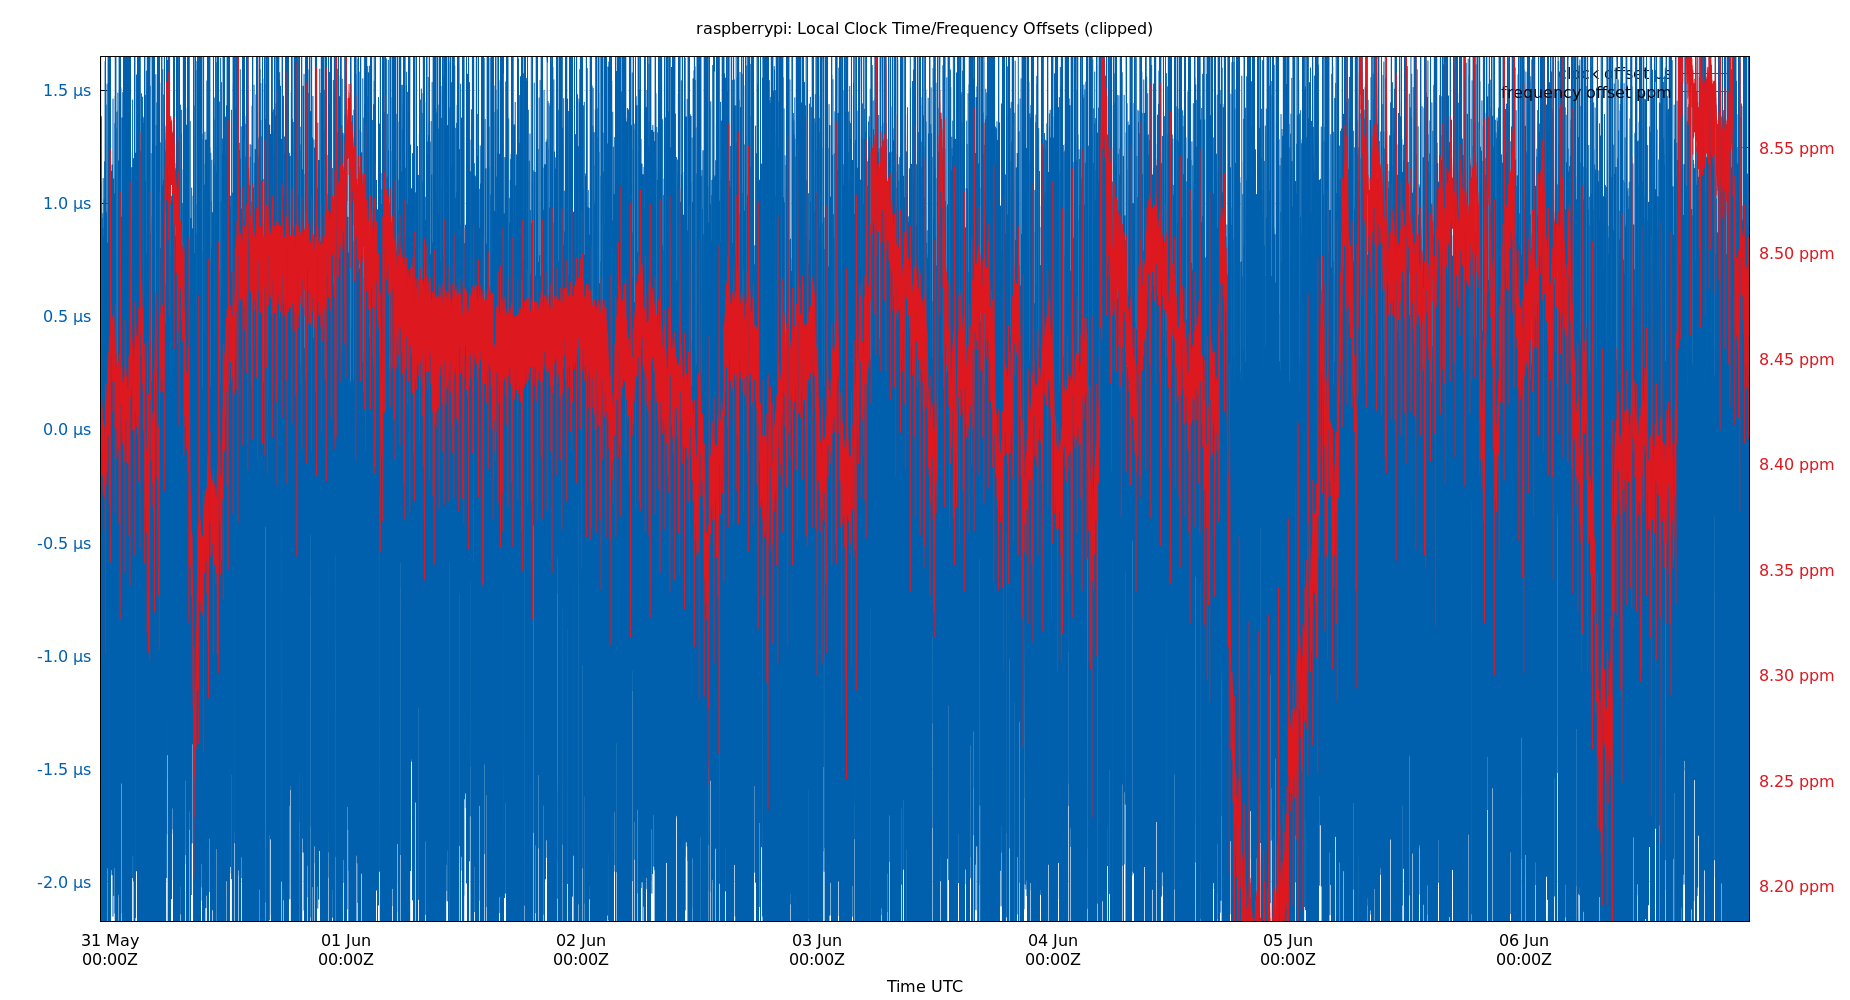 raspberrypi: Local Clock Time/Frequency Offsets (clipped)
clock offset µs
frequency offset ppm
1.5 µs
1.0 µs
0.5 µs
0.0 µs
-0.5 µs
-1.0 µs
-1.5 µs
-2.0 µs
8.55 ppm
8.50 ppm
8.45 ppm
8.40 ppm
8.35 ppm
8.30 ppm
8.25 ppm
8.20 ppm
31 May
00:00Z
01 Jun
00:00Z
02 Jun
00:00Z
03 Jun
00:00Z
04 Jun
00:00Z
05 Jun
00:00Z
06 Jun
00:00Z
Time UTC